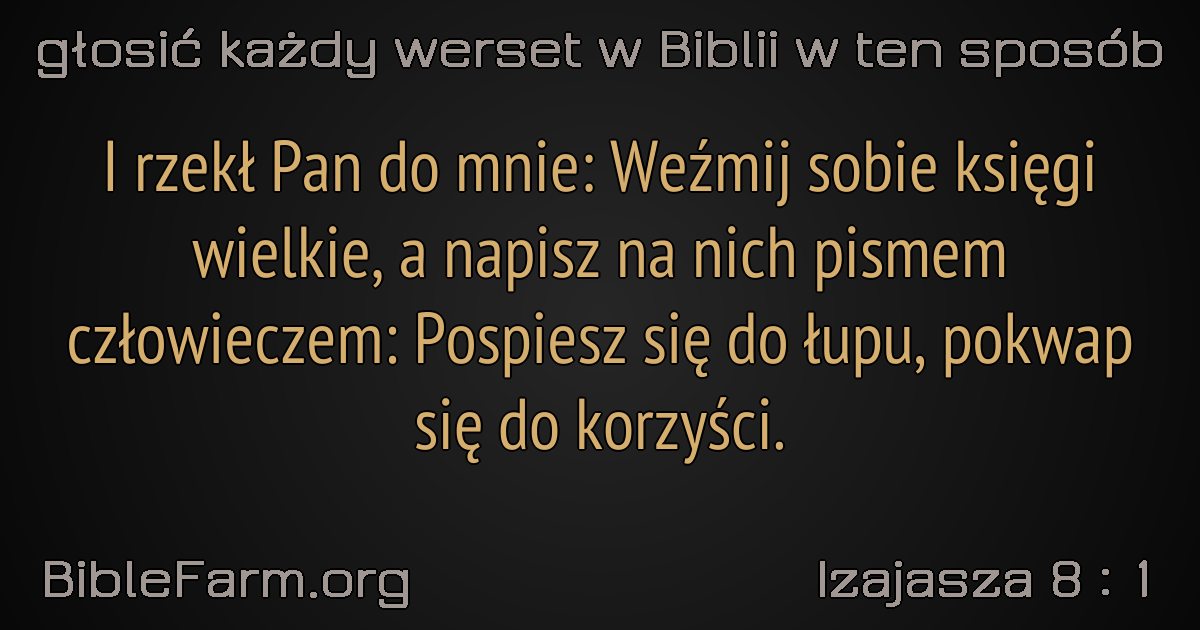 głosić każdy werset w Biblii w ten sposób
I rzekł Pan do mnie: Weźmij sobie księgi
wielkie, a napisz na nich pismem
człowieczem: Pospiesz się do łupu, pokwap
się do korzyści.
BibleFarm.org
Izajasza 8 : 1